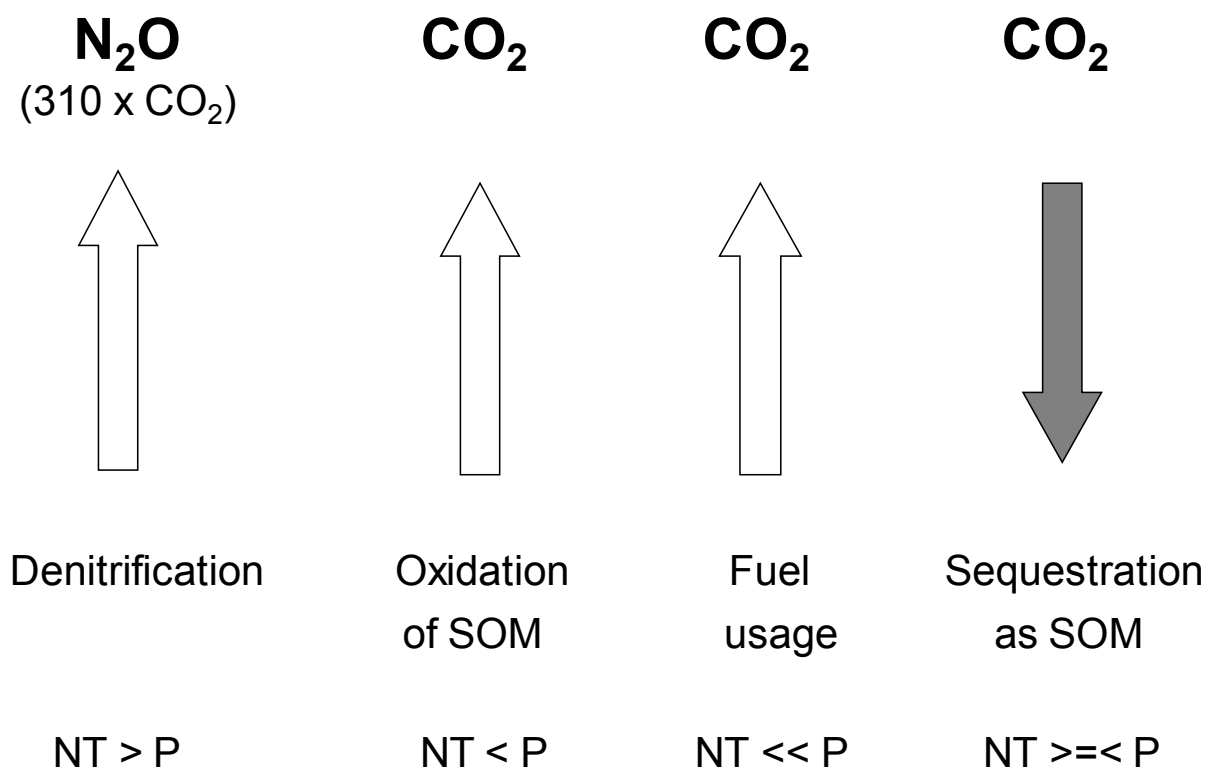 N₂O CO₂ CO₂ CO₂
(310 x CO₂)
Denitrification Oxidation Fuel Sequestration
of SOM usage as SOM
NT > P NT < P NT << P NT >=< P